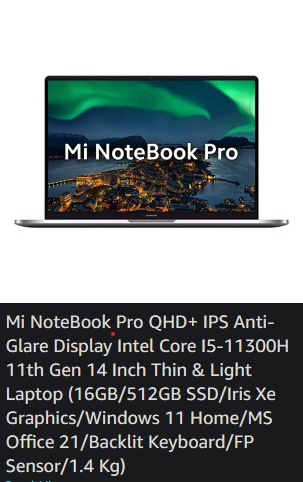 Mi NoteBook Pro
Mi NoteBook Pro QHD+ IPS Anti-
Glare Display Intel Core I5-11300H
11th Gen 14 Inch Thin & Light
Laptop (16GB/512GB SSD/Iris Xe
Graphics/Windows 11 Home/MS
Office 21/Backlit Keyboard/FP
Sensor/1.4 Kg)